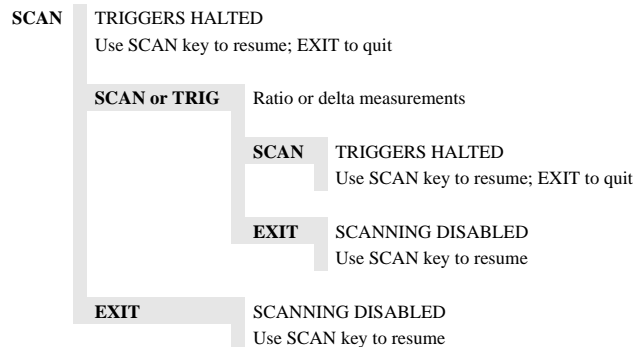 SCAN TRIGGERS HALTED
Use SCAN key to resume; EXIT to quit
SCAN or TRIG Ratio or delta measurements
SCAN TRIGGERS HALTED
Use SCAN key to resume; EXIT to quit
EXIT SCANNING DISABLED
Use SCAN key to resume
EXIT SCANNING DISABLED
Use SCAN key to resume